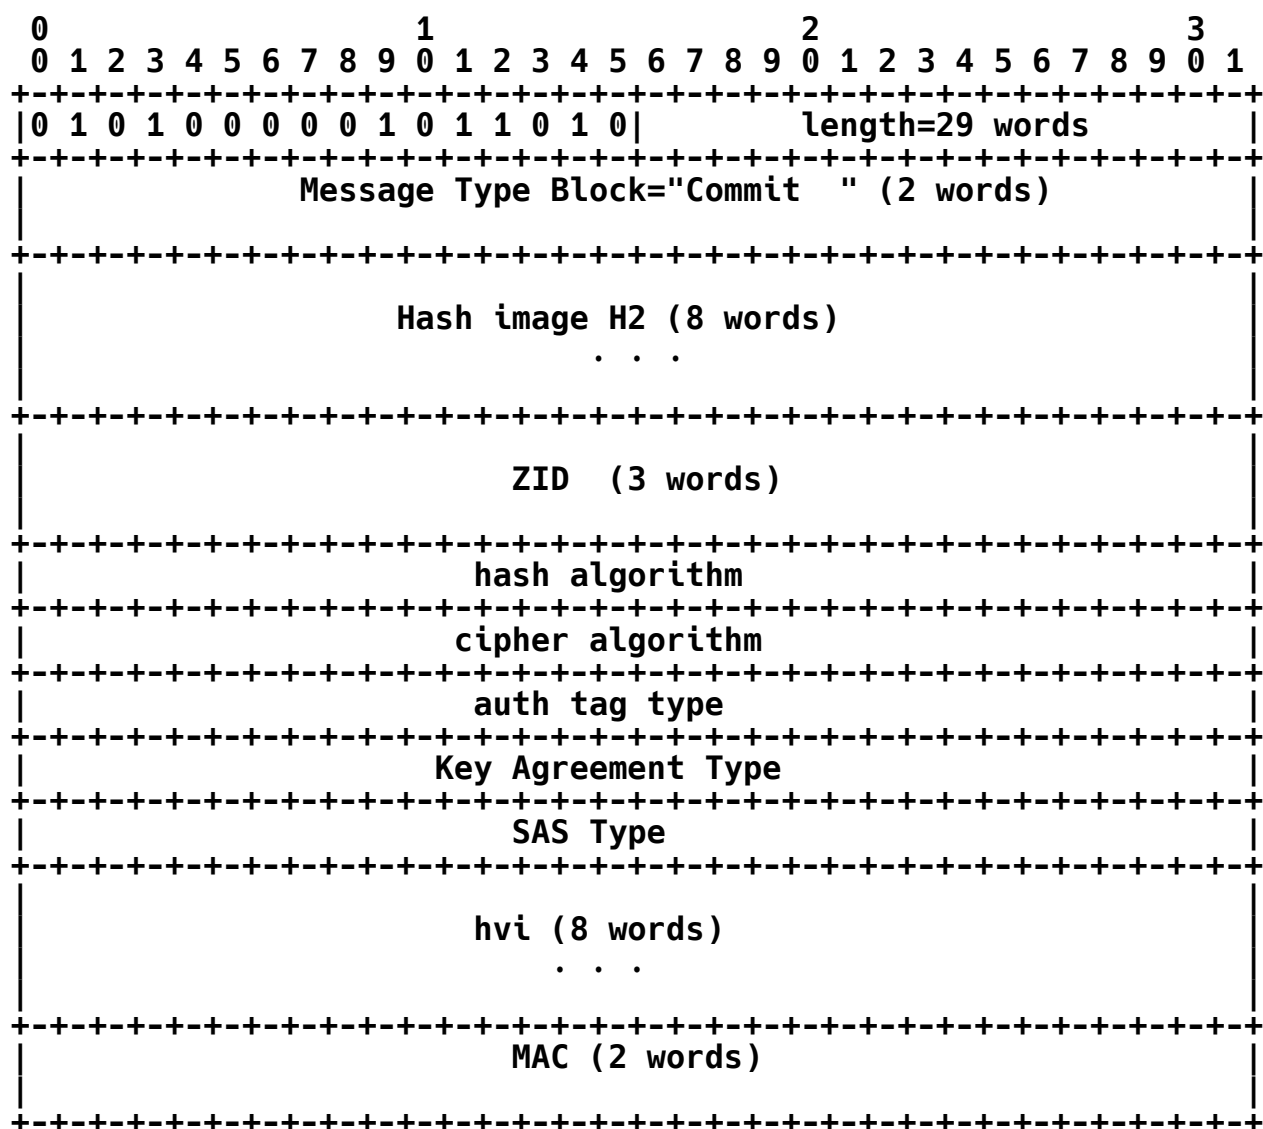 0                   1                   2                   3
 0 1 2 3 4 5 6 7 8 9 0 1 2 3 4 5 6 7 8 9 0 1 2 3 4 5 6 7 8 9 0 1
+-+-+-+-+-+-+-+-+-+-+-+-+-+-+-+-+-+-+-+-+-+-+-+-+-+-+-+-+-+-+-+-+
|0 1 0 1 0 0 0 0 0 1 0 1 1 0 1 0|        length=29 words        |
+-+-+-+-+-+-+-+-+-+-+-+-+-+-+-+-+-+-+-+-+-+-+-+-+-+-+-+-+-+-+-+-+
|              Message Type Block="Commit  " (2 words)          |
|                                                               |
+-+-+-+-+-+-+-+-+-+-+-+-+-+-+-+-+-+-+-+-+-+-+-+-+-+-+-+-+-+-+-+-+
|                                                               |
|                   Hash image H2 (8 words)                     |
|                             . . .                             |
|                                                               |
+-+-+-+-+-+-+-+-+-+-+-+-+-+-+-+-+-+-+-+-+-+-+-+-+-+-+-+-+-+-+-+-+
|                                                               |
|                         ZID  (3 words)                        |
|                                                               |
+-+-+-+-+-+-+-+-+-+-+-+-+-+-+-+-+-+-+-+-+-+-+-+-+-+-+-+-+-+-+-+-+
|                       hash algorithm                          |
+-+-+-+-+-+-+-+-+-+-+-+-+-+-+-+-+-+-+-+-+-+-+-+-+-+-+-+-+-+-+-+-+
|                      cipher algorithm                         |
+-+-+-+-+-+-+-+-+-+-+-+-+-+-+-+-+-+-+-+-+-+-+-+-+-+-+-+-+-+-+-+-+
|                       auth tag type                           |
+-+-+-+-+-+-+-+-+-+-+-+-+-+-+-+-+-+-+-+-+-+-+-+-+-+-+-+-+-+-+-+-+
|                     Key Agreement Type                        |
+-+-+-+-+-+-+-+-+-+-+-+-+-+-+-+-+-+-+-+-+-+-+-+-+-+-+-+-+-+-+-+-+
|                         SAS Type                              |
+-+-+-+-+-+-+-+-+-+-+-+-+-+-+-+-+-+-+-+-+-+-+-+-+-+-+-+-+-+-+-+-+
|                                                               |
|                       hvi (8 words)                           |
|                           . . .                               |
|                                                               |
+-+-+-+-+-+-+-+-+-+-+-+-+-+-+-+-+-+-+-+-+-+-+-+-+-+-+-+-+-+-+-+-+
|                         MAC (2 words)                         |
|                                                               |
+-+-+-+-+-+-+-+-+-+-+-+-+-+-+-+-+-+-+-+-+-+-+-+-+-+-+-+-+-+-+-+-+